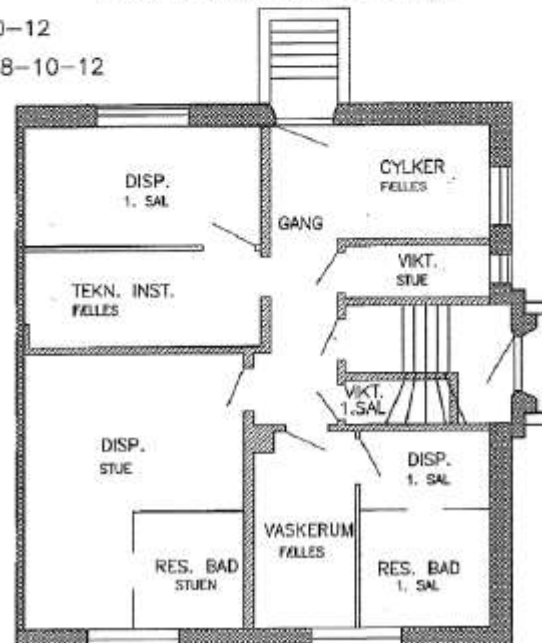 0-12
8-10-12
DISP.
1. SAL
CYLKER
FÆLLES
GANG
VIKT.
STUE
TEKN. INST.
FÆLLES
VIKT.
1.SAL
DISP.
STUE
DISP.
1. SAL
VASKERUM
FÆLLES
RES. BAD
STUEN
RES. BAD
1. SAL